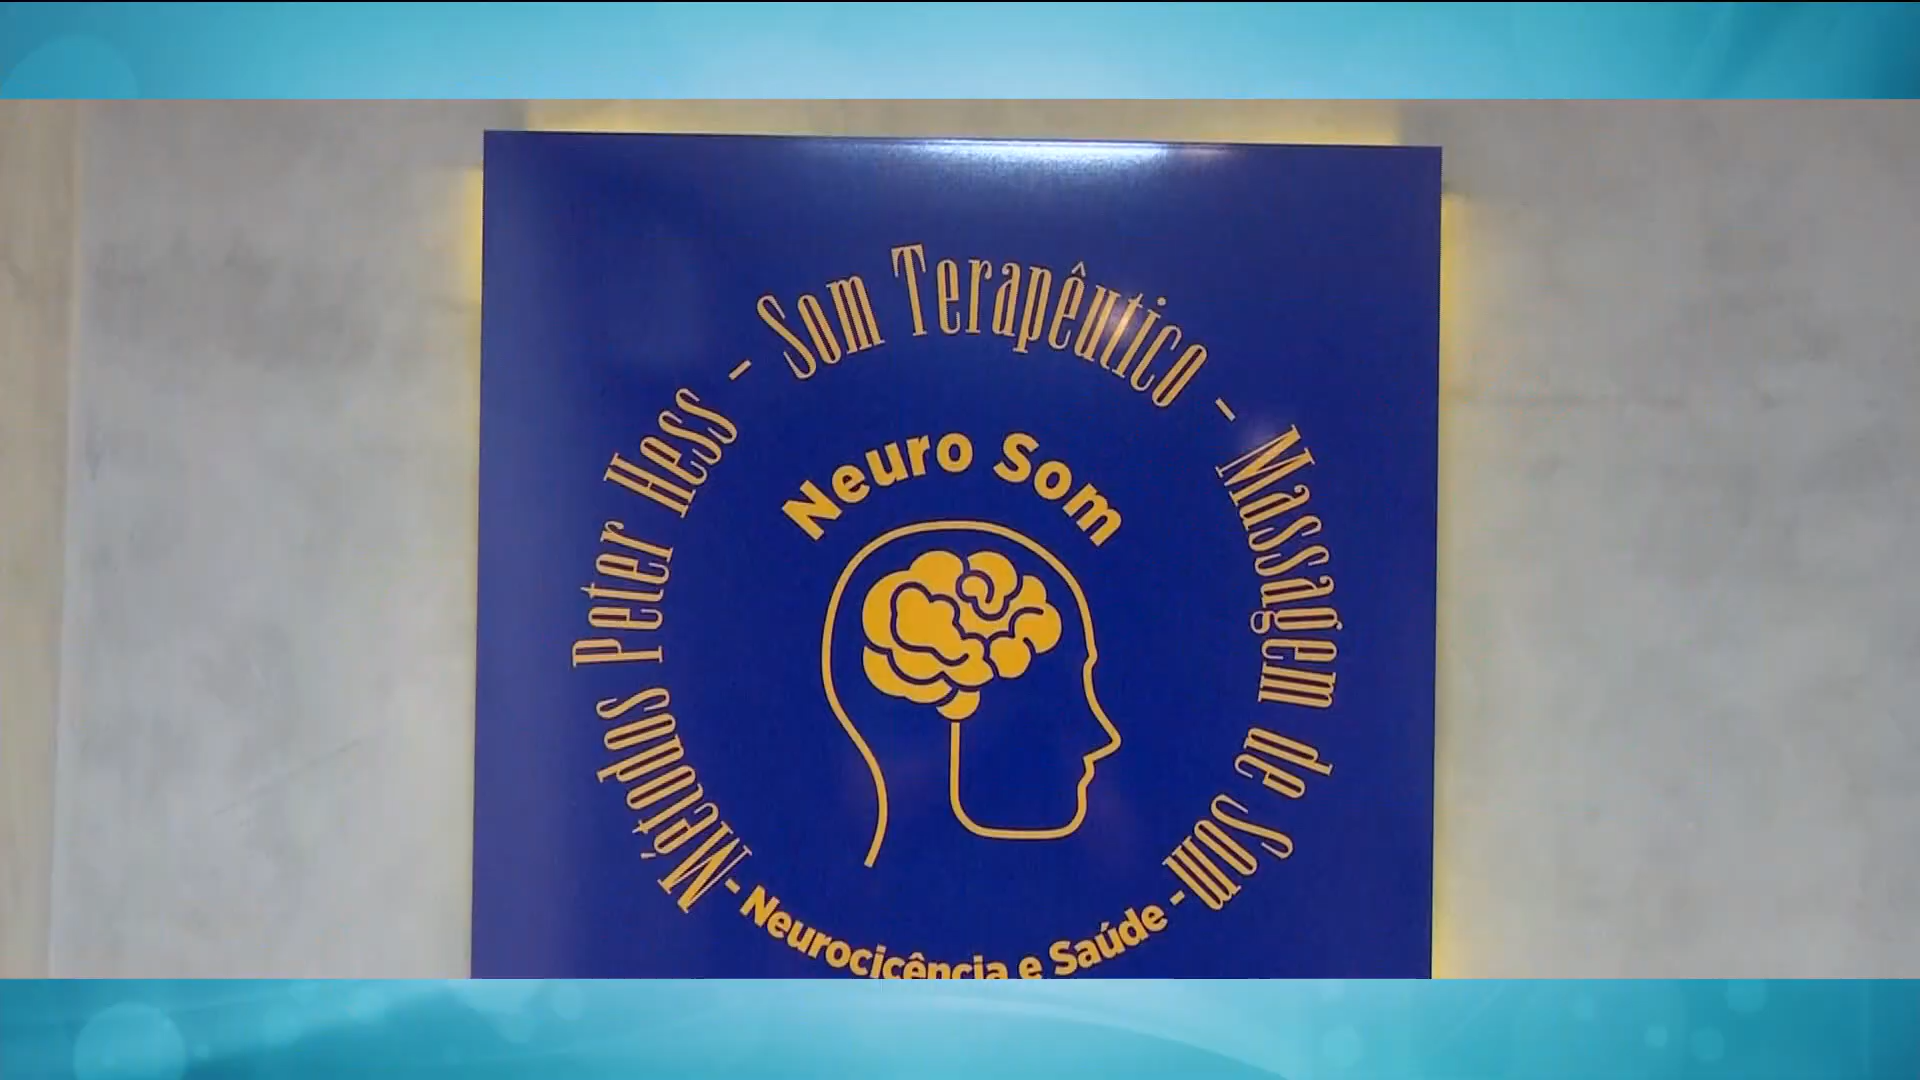 Métodos Peter Hess - Som Terapêutico - Massagem de Som
Neuro Som
- Neurocicência e Saúde -